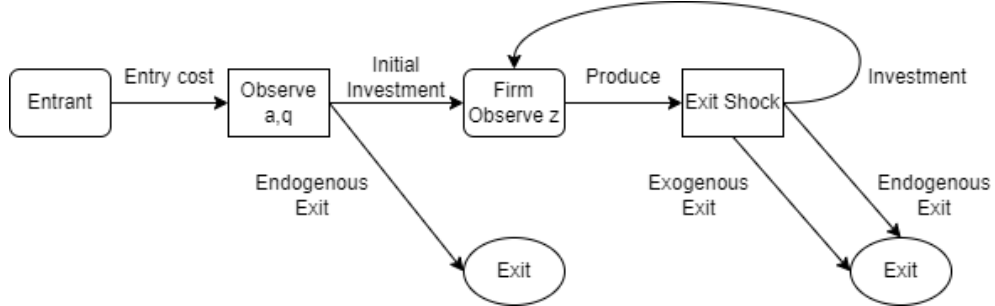 Entrant
Entry cost
Observe
a,q
Initial
Investment
Endogenous
Exit
Exit
Firm
Observe z
Produce
Exit Shock
Investment
Exogenous
Exit
Endogenous
Exit
Exit